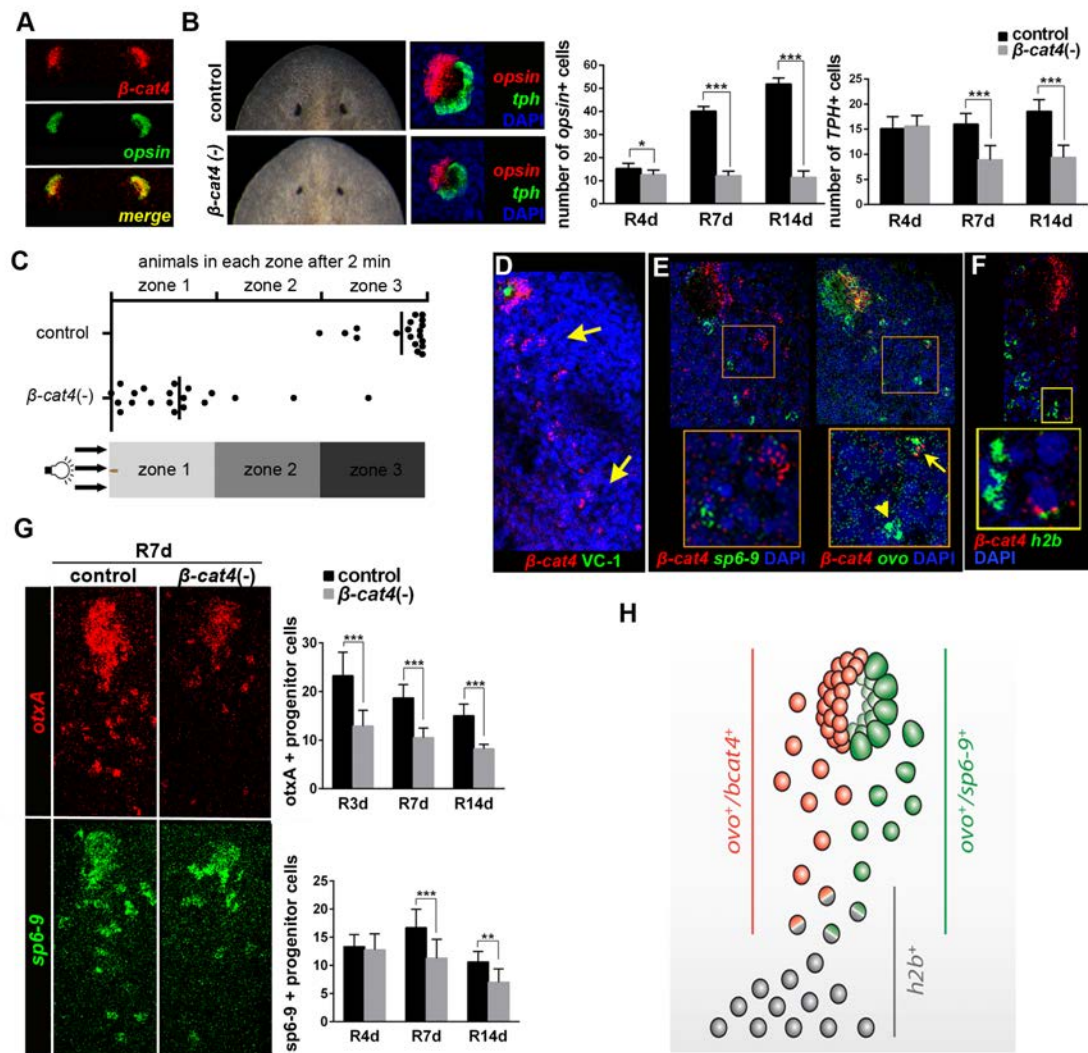 A
β-cat4
opsin
merge
B
control
β-cat4 (-)
opsin
tph
DAPI
opsin
tph
DAPI
number of opsin+ cells
60
50
40
30
20
10
*
***
***
R4d
R7d
R14d
control
β-cat4(-)
number of TPH+ cells
25
20
15
10
5
0
***
***
R4d
R7d
R14d
C
animals in each zone after 2 min
zone 1
zone 2
zone 3
control
β-cat4(-)
zone 1
zone 2
zone 3
D
β-cat4 VC-1
E
β-cat4 sp6-9 DAPI
β-cat4 ovo DAPI
F
β-cat4 h2b
DAPI
G
R7d
control
β-cat4(-)
otxA
sp6-9
control
β-cat4(-)
otxA + progenitor cells
30
20
10
0
***
***
***
R3d
R7d
R14d
sp6-9 + progenitor cells
25
20
15
10
5
0
***
**
R4d
R7d
R14d
H
ovo+/bcat4+
ovo+/sp6-9+
h2b+